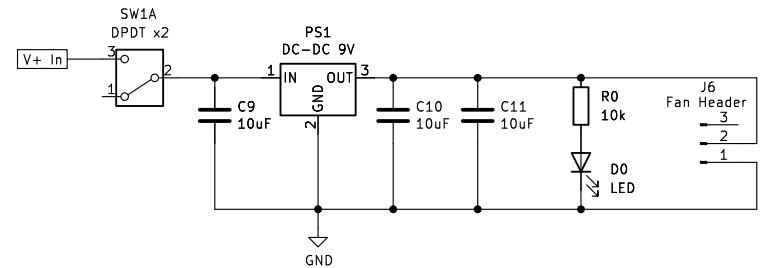 SW1A
DPDT x2
V+ In
3
2
1
PS1
DC-DC 9V
1
IN
OUT
3
GND
2
C9
10uF
C10
10uF
C11
10uF
R0
10k
D0
LED
J6
Fan Header
3
2
1
GND